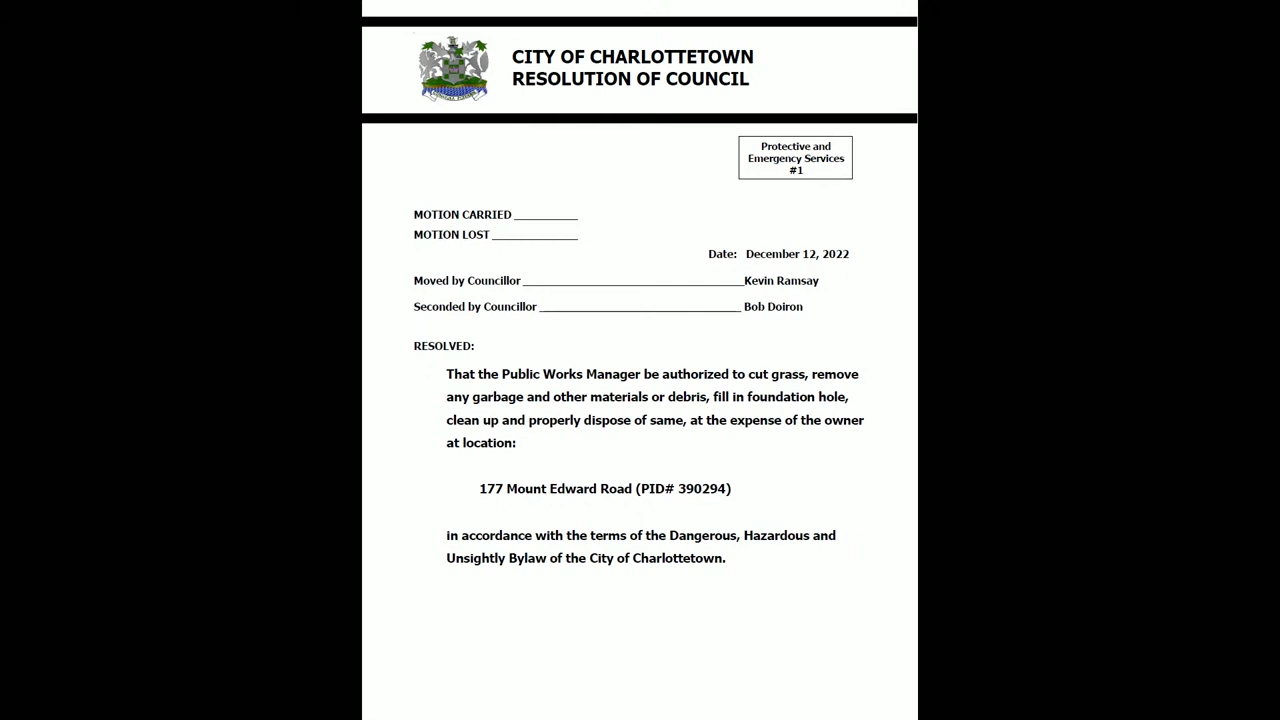 CITY OF CHARLOTTETOWN
RESOLUTION OF COUNCIL
Protective and
Emergency Services
#1
MOTION CARRIED __________
MOTION LOST ______________
Date: December 12, 2022
Moved by Councillor ___________________________________Kevin Ramsay
Seconded by Councillor ________________________________ Bob Doiron
RESOLVED:
That the Public Works Manager be authorized to cut grass, remove
any garbage and other materials or debris, fill in foundation hole,
clean up and properly dispose of same, at the expense of the owner
at location:
177 Mount Edward Road (PID# 390294)
in accordance with the terms of the Dangerous, Hazardous and
Unsightly Bylaw of the City of Charlottetown.